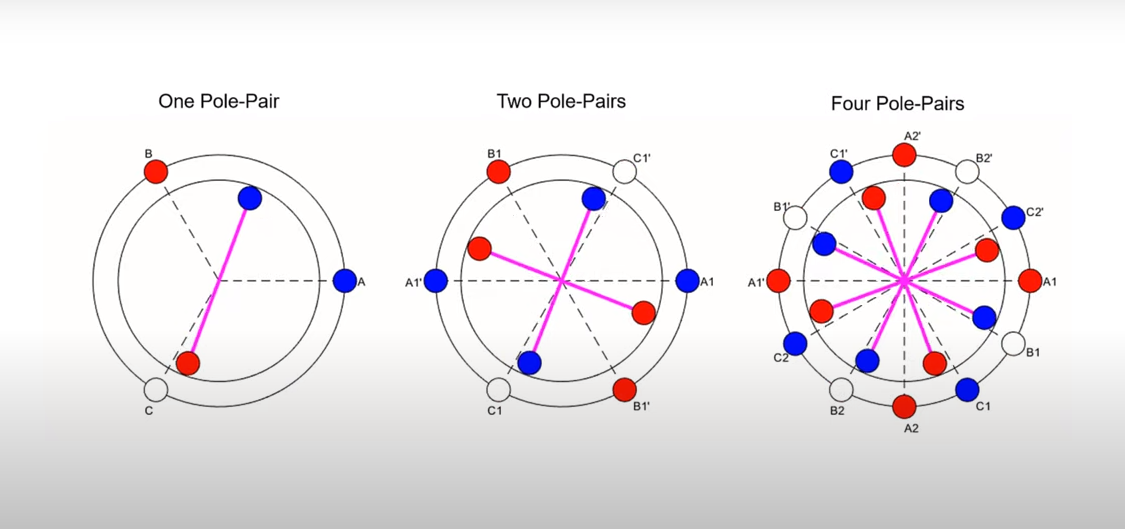 One Pole-Pair
Two Pole-Pairs
Four Pole-Pairs
B
A
C
B1
C1'
A1'
A1
C1
B1'
A2'
C1'
B2'
B1'
C2'
A1'
A1
C2
B1
B2
C1
A2